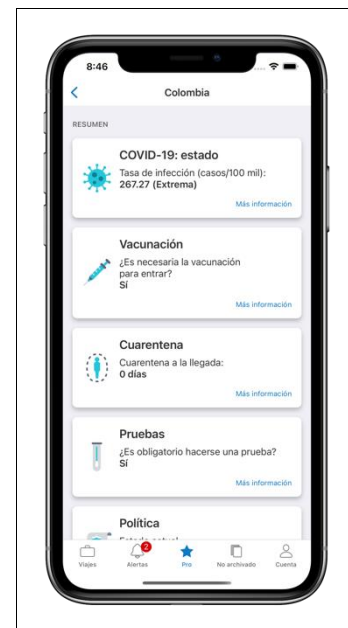 8:46
Colombia
RESUMEN
COVID-19: estado
Tasa de infección (casos/100 mil):
267.27 (Extrema)
Más información
Vacunación
¿Es necesaria la vacunación
para entrar?
Sí
Más información
Cuarentena
Cuarentena a la llegada:
0 días
Más información
Pruebas
¿Es obligatorio hacerse una prueba?
Sí
Más información
Política
2
Viajes
Alertas
Pro
No archivado
Cuenta